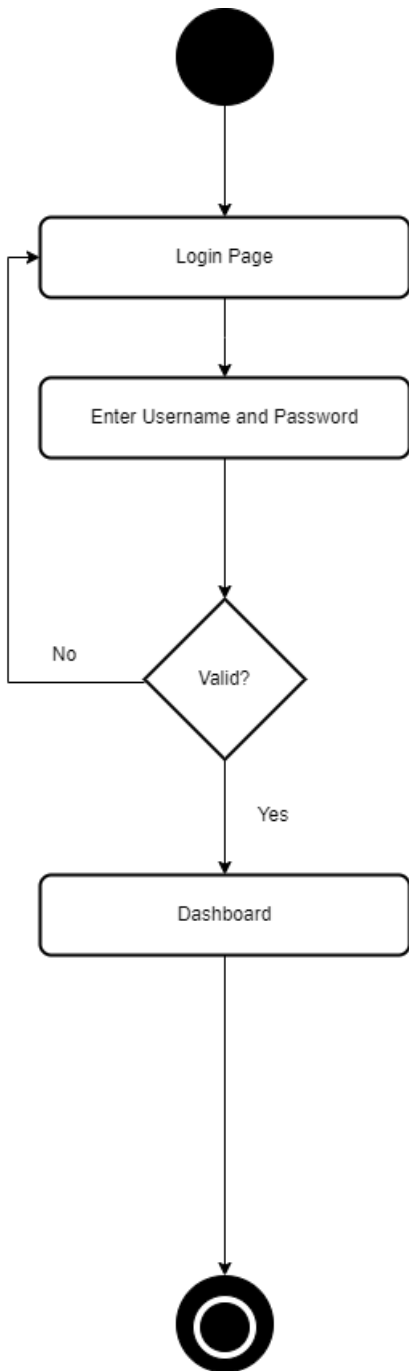 Login Page
Enter Username and Password
No
Valid?
Yes
Dashboard